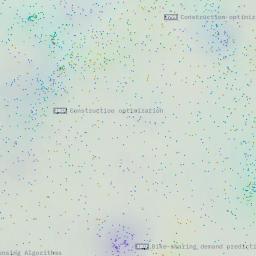 Construction optimiz
Construction optimization
Bike-sharing demand predicti
nsing Algorithms